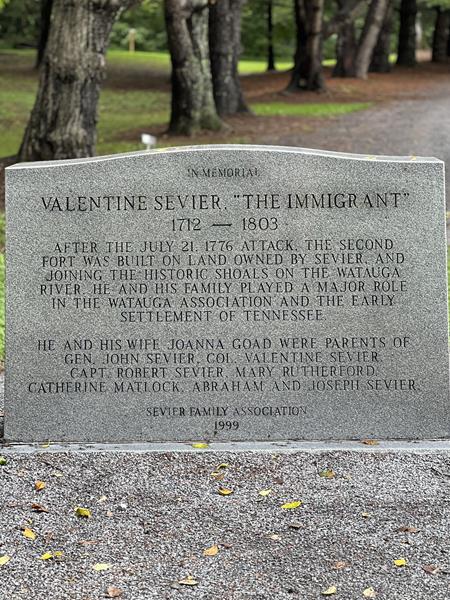 IN MEMORIAL
VALENTINE SEVIER, "THE IMMIGRANT"
1712 — 1803
AFTER THE JULY 21, 1776 ATTACK, THE SECOND
FORT WAS BUILT ON LAND OWNED BY SEVIER, AND
JOINING THE HISTORIC SHOALS ON THE WATAUGA
RIVER. HE AND HIS FAMILY PLAYED A MAJOR ROLE
IN THE WATAUGA ASSOCIATION AND THE EARLY
SETTLEMENT OF TENNESSEE.
HE AND HIS WIFE JOANNA GOAD WERE PARENTS OF
GEN. JOHN SEVIER, COL. VALENTINE SEVIER,
CAPT. ROBERT SEVIER, MARY RUTHERFORD,
CATHERINE MATLOCK, ABRAHAM AND JOSEPH SEVIER.
SEVIER FAMILY ASSOCIATION
1999